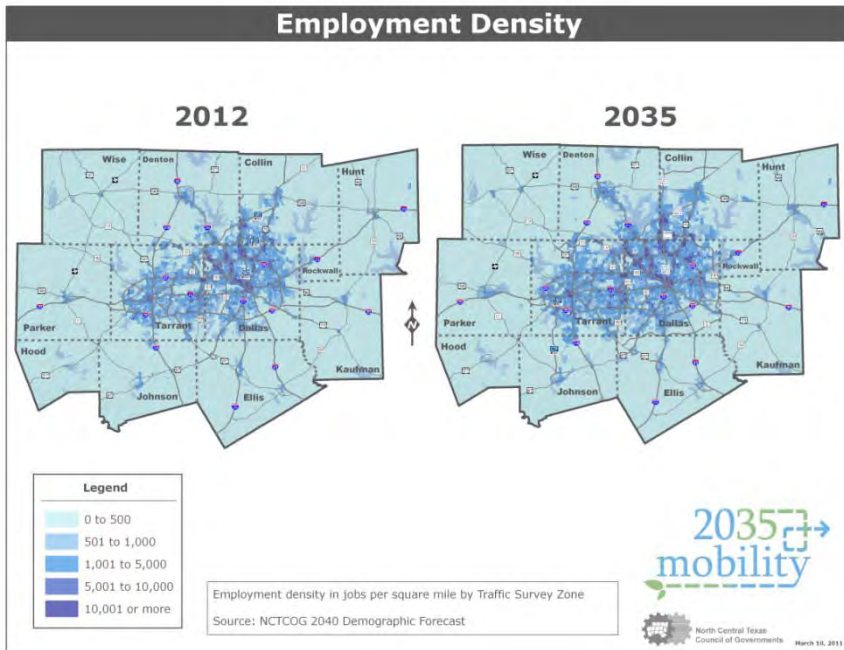 Employment Density
2012
2035
Wise
Denton
Collin
Hunt
Rockwall
Parker
Tarrant
Dallas
Hood
Kaufman
Johnson
Ellis
N
Wise
Denton
Collin
Hunt
Rockwall
Parker
Tarrant
Dallas
Hood
Kaufman
Johnson
Ellis
Legend
0 to 500
501 to 1,000
1,001 to 5,000
5,001 to 10,000
10,001 or more
Employment density in jobs per square mile by Traffic Survey Zone
Source: NCTCOG 2040 Demographic Forecast
2035
mobility
North Central Texas
Council of Governments
March 10, 2011